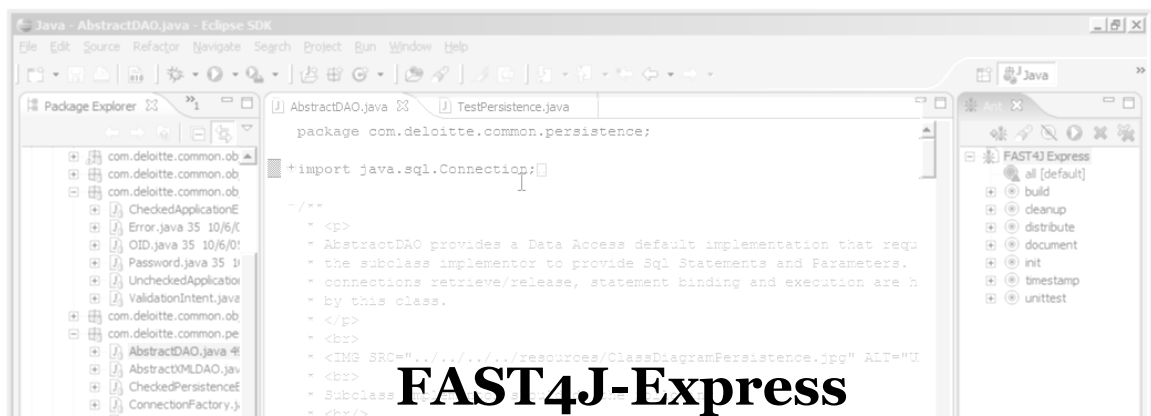 Java - AbstractDAO.java - Eclipse SDK
File Edit Source Refactor Navigate Search Project Run Window Help
Java
Package Explorer
AbstractDAO.java
TestPersistence.java
Ant
package com.deloitte.common.persistence;
+import java.sql.Connection;
-/**
* <p>
* AbstractDAO provides a Data Access default implementation that requ
* the subclass implementor to provide Sql Statements and Parameters.
* connections retrieve/release, statement binding and execution are h
* by this class.
* </p>
* <br>
* <IMG SRC="../../../../resources/ClassDiagramPersistence.jpg" ALT="U
* <br>
* Subclass
* <br/>
com.deloitte.common.ob
com.deloitte.common.ob
com.deloitte.common.ob
CheckedApplicationE
Error.java 35 10/6/0
OID.java 35 10/6/05
Password.java 35 1
UncheckedApplication
ValidationIntent.java
com.deloitte.common.ob
com.deloitte.common.pe
AbstractDAO.java 49
AbstractXMLDAO.jav
CheckedPersistenceE
ConnectionFactory.j
FAST4J Express
all [default]
build
cleanup
distribute
document
init
timestamp
unittest
FAST4J-Express